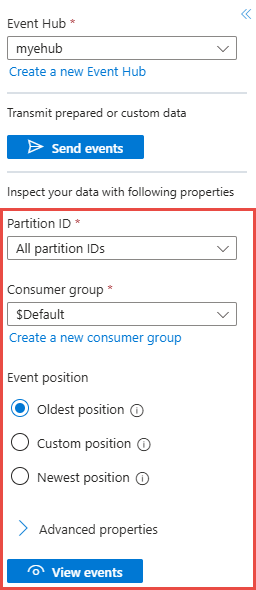 Event Hub *
myehub
Create a new Event Hub
Transmit prepared or custom data
Send events
Inspect your data with following properties
Partition ID *
All partition IDs
Consumer group *
$Default
Create a new consumer group
Event position
Oldest position
Custom position
Newest position
Advanced properties
View events